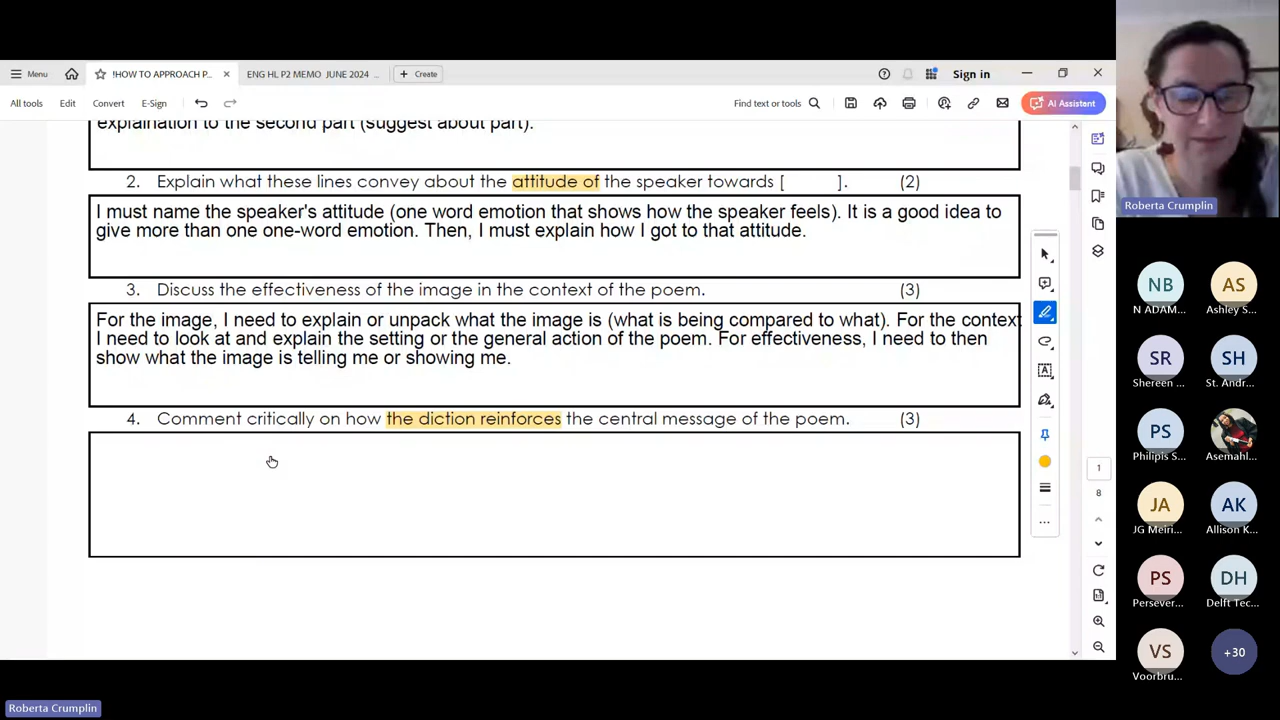 Menu
!HOW TO APPROACH P...
ENG HL P2 MEMO JUNE 2024 ...
Create
Sign in
All tools
Edit
Convert
E-Sign
Find text or tools
AI Assistant
explaination to the second part (suggest about part).
2. Explain what these lines convey about the attitude of the speaker towards [ ]. (2)
I must name the speaker's attitude (one word emotion that shows how the speaker feels). It is a good idea to
give more than one one-word emotion. Then, I must explain how I got to that attitude.
3. Discuss the effectiveness of the image in the context of the poem. (3)
For the image, I need to explain or unpack what the image is (what is being compared to what). For the context
I need to look at and explain the setting or the general action of the poem. For effectiveness, I need to then
show what the image is telling me or showing me.
4. Comment critically on how the diction reinforces the central message of the poem. (3)
1
8
Roberta Crumplin
NB
N ADAM...
AS
Ashley S...
SR
Shereen ...
SH
St. Andr...
PS
Philipis S...
Asemahl...
JA
JG Meiri...
AK
Allison K...
PS
Persever...
DH
Delft Tec...
VS
Voorbru...
+30
Roberta Crumplin